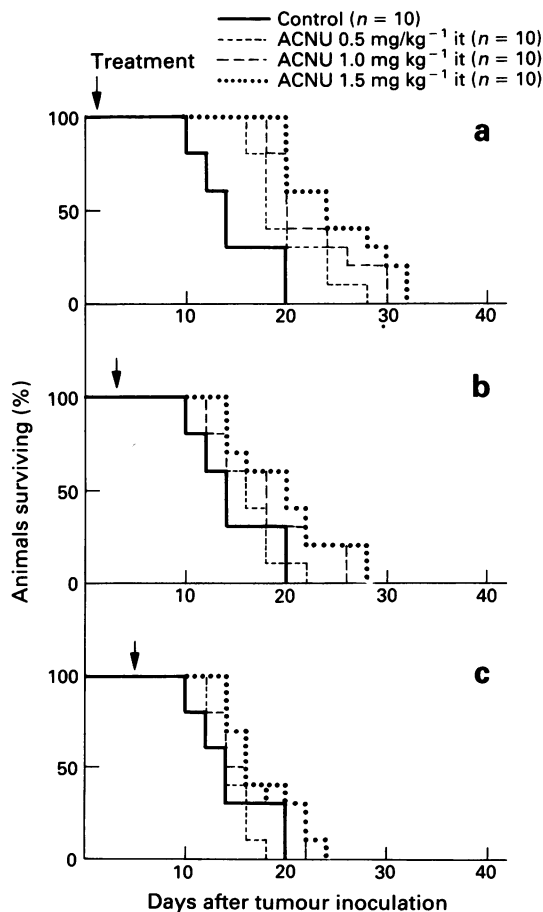 Control (n = 10)
ACNU 0.5 mg/kg⁻¹ it (n = 10)
ACNU 1.0 mg kg⁻¹ it (n = 10)
ACNU 1.5 mg kg⁻¹ it (n = 10)
Treatment
a
100
50
0
10
20
30
40
b
100
50
0
10
20
30
40
c
100
50
0
10
20
30
40
Animals surviving (%)
Days after tumour inoculation